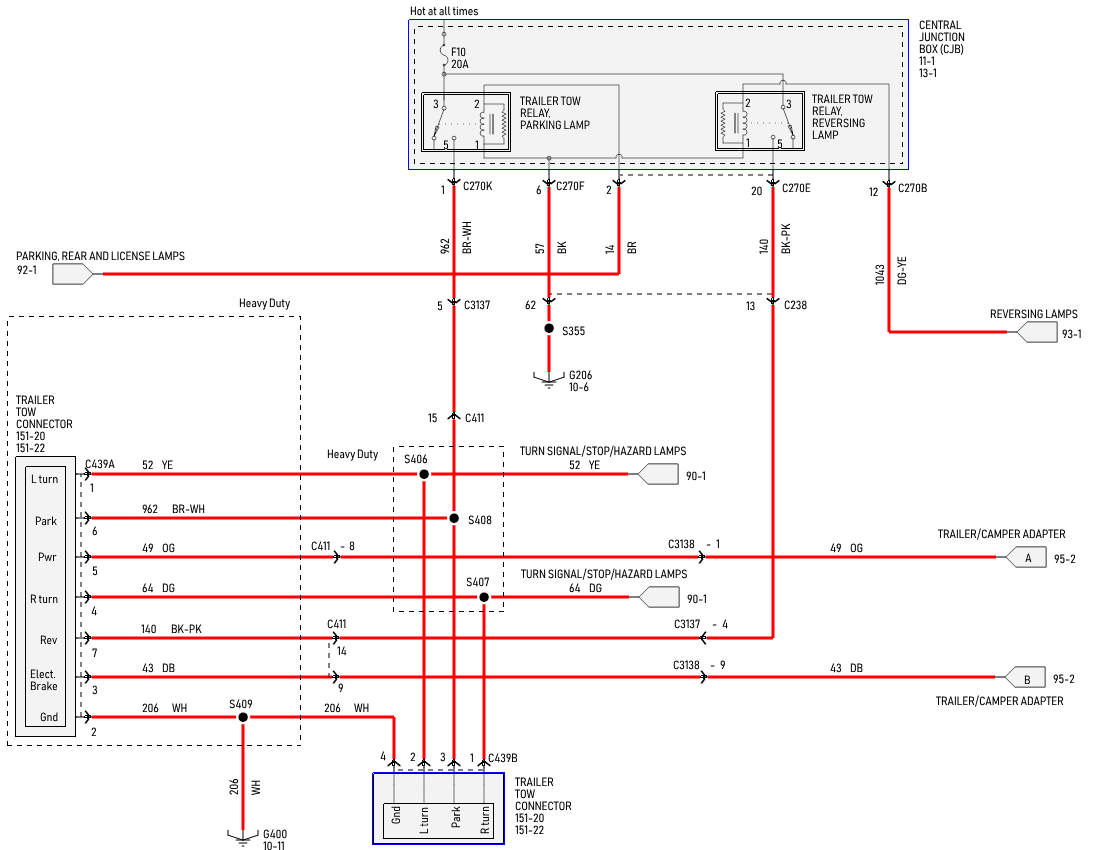 Hot at all times
CENTRAL
JUNCTION
BOX (CJB)
11-1
13-1
F10
20A
3
2
5
1
TRAILER TOW
RELAY,
PARKING LAMP
2
3
1
5
TRAILER TOW
RELAY,
REVERSING
LAMP
1
C270K
6
C270F
2
20
C270E
12
C270B
962
BR-WH
57
BK
14
BR
140
BK-PK
1043
DG-YE
PARKING, REAR AND LICENSE LAMPS
92-1
Heavy Duty
5
C3137
62
13
C238
REVERSING LAMPS
93-1
S355
G206
10-6
TRAILER
TOW
CONNECTOR
151-20
151-22
15
C411
Heavy Duty
S406
TURN SIGNAL/STOP/HAZARD LAMPS
C439A
52 YE
52 YE
90-1
L turn
1
962 BR-WH
S408
Park
6
49 OG
C411 - 8
C3138 - 1
49 OG
TRAILER/CAMPER ADAPTER
A
95-2
Pwr
5
S407
TURN SIGNAL/STOP/HAZARD LAMPS
64 DG
64 DG
90-1
R turn
4
140 BK-PK
C411
C3137 - 4
Rev
7
14
43 DB
C3138 - 9
43 DB
B
95-2
TRAILER/CAMPER ADAPTER
Elect.
Brake
3
9
206 WH
S409
206 WH
Gnd
2
206
WH
G400
10-11
4
2
3
1
C439B
Gnd
L turn
Park
R turn
TRAILER
TOW
CONNECTOR
151-20
151-22